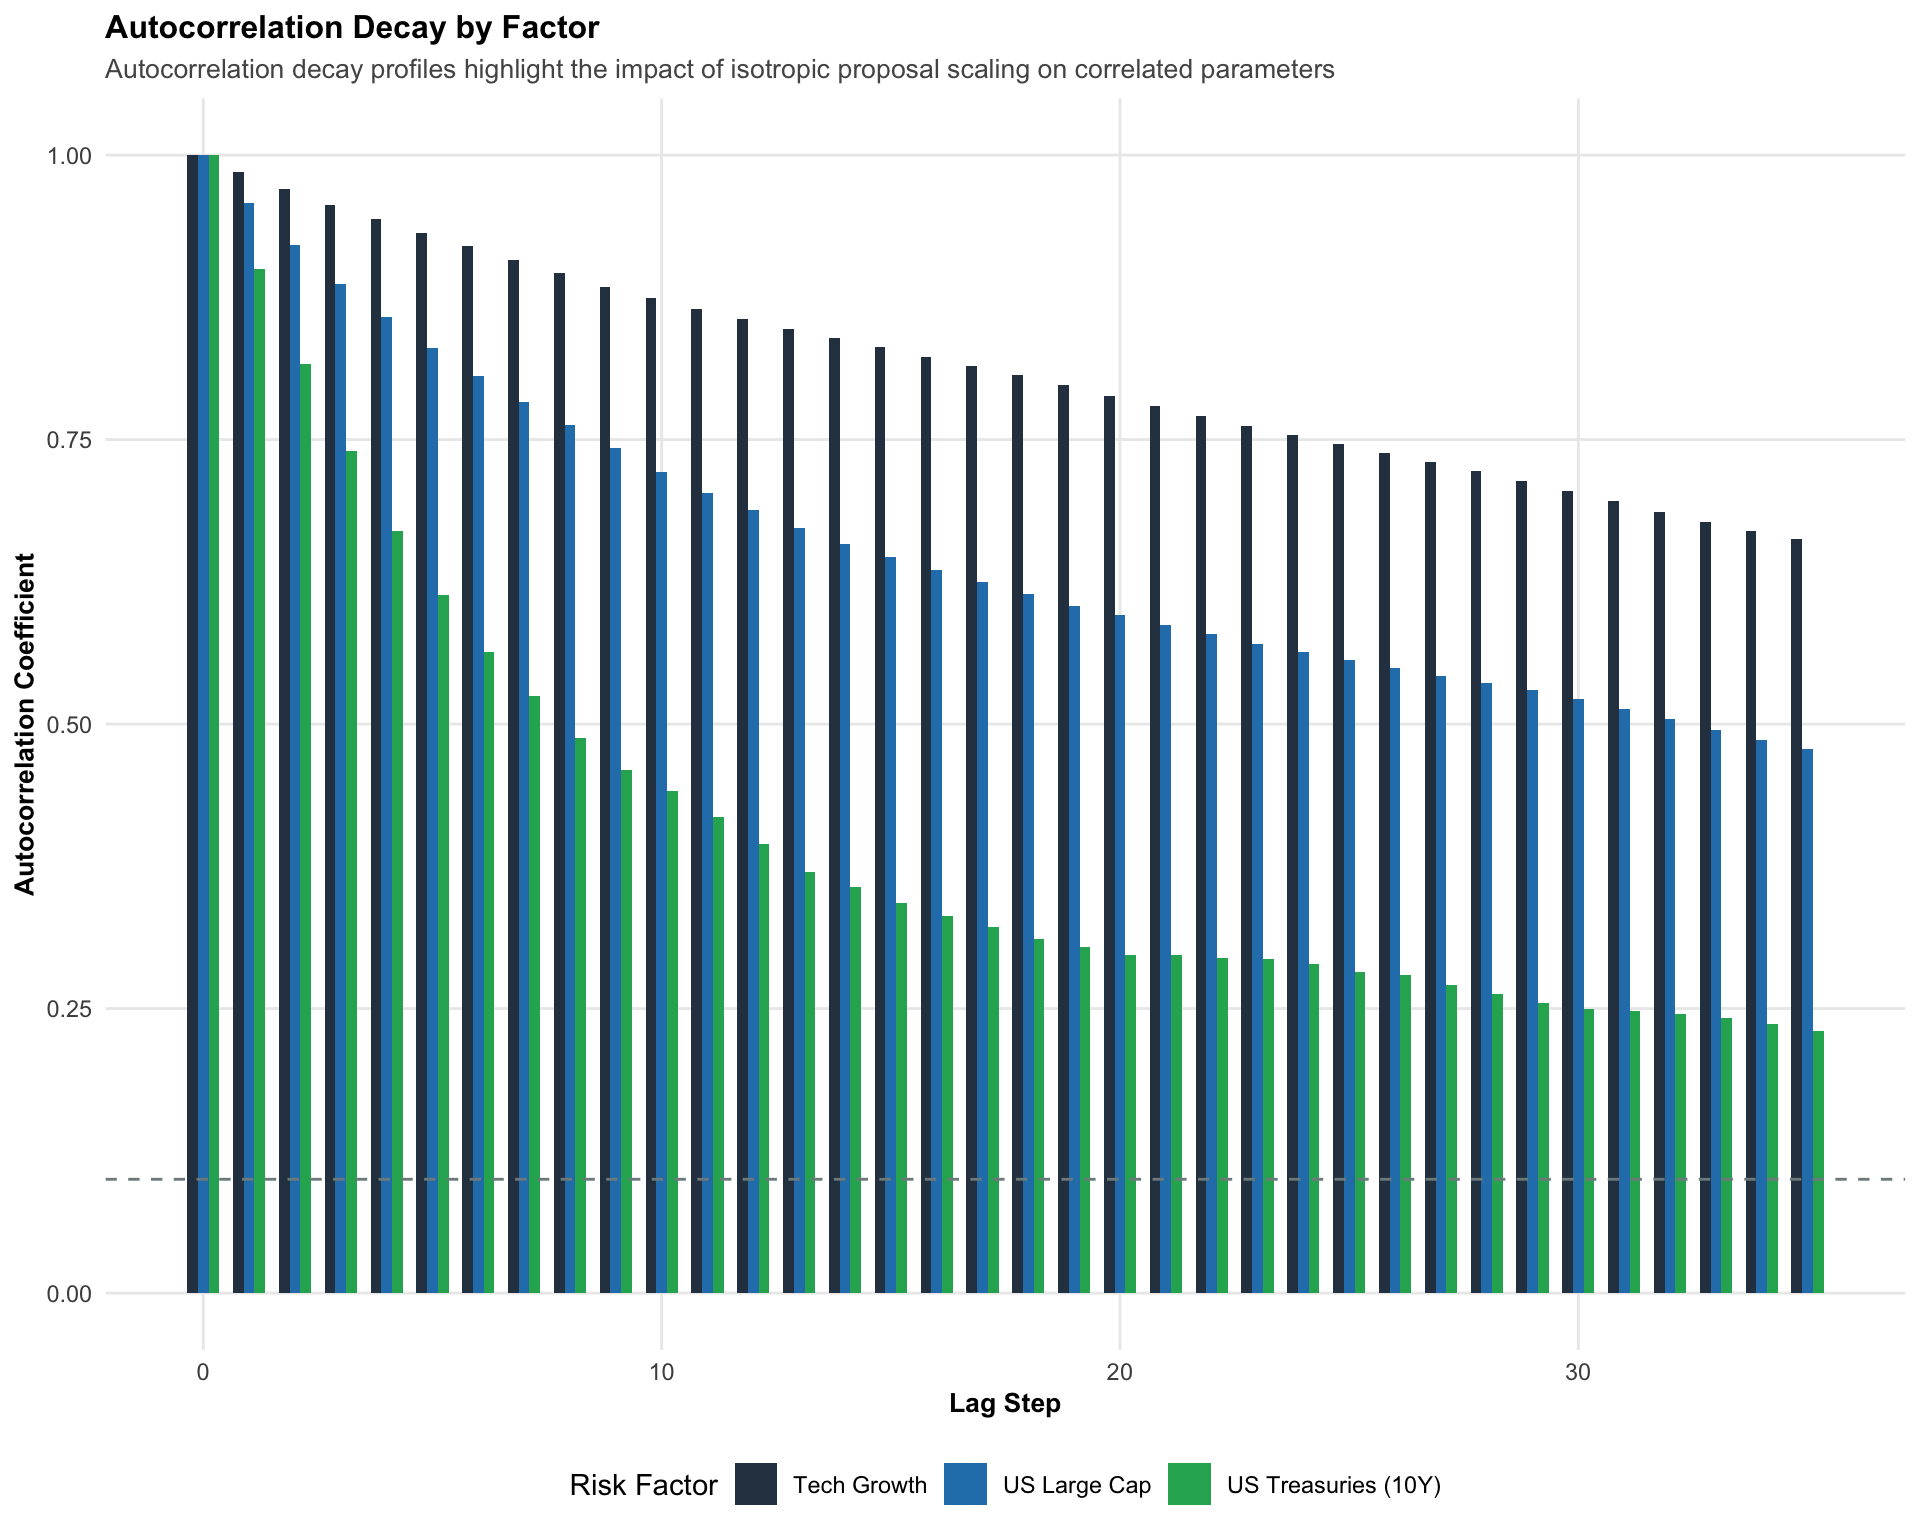 Autocorrelation Decay by Factor
Autocorrelation decay profiles highlight the impact of isotropic proposal scaling on correlated parameters
Autocorrelation Coefficient
1.00
0.75
0.50
0.25
0.00
0 10 20 30
Lag Step
Risk Factor Tech Growth US Large Cap US Treasuries (10Y)